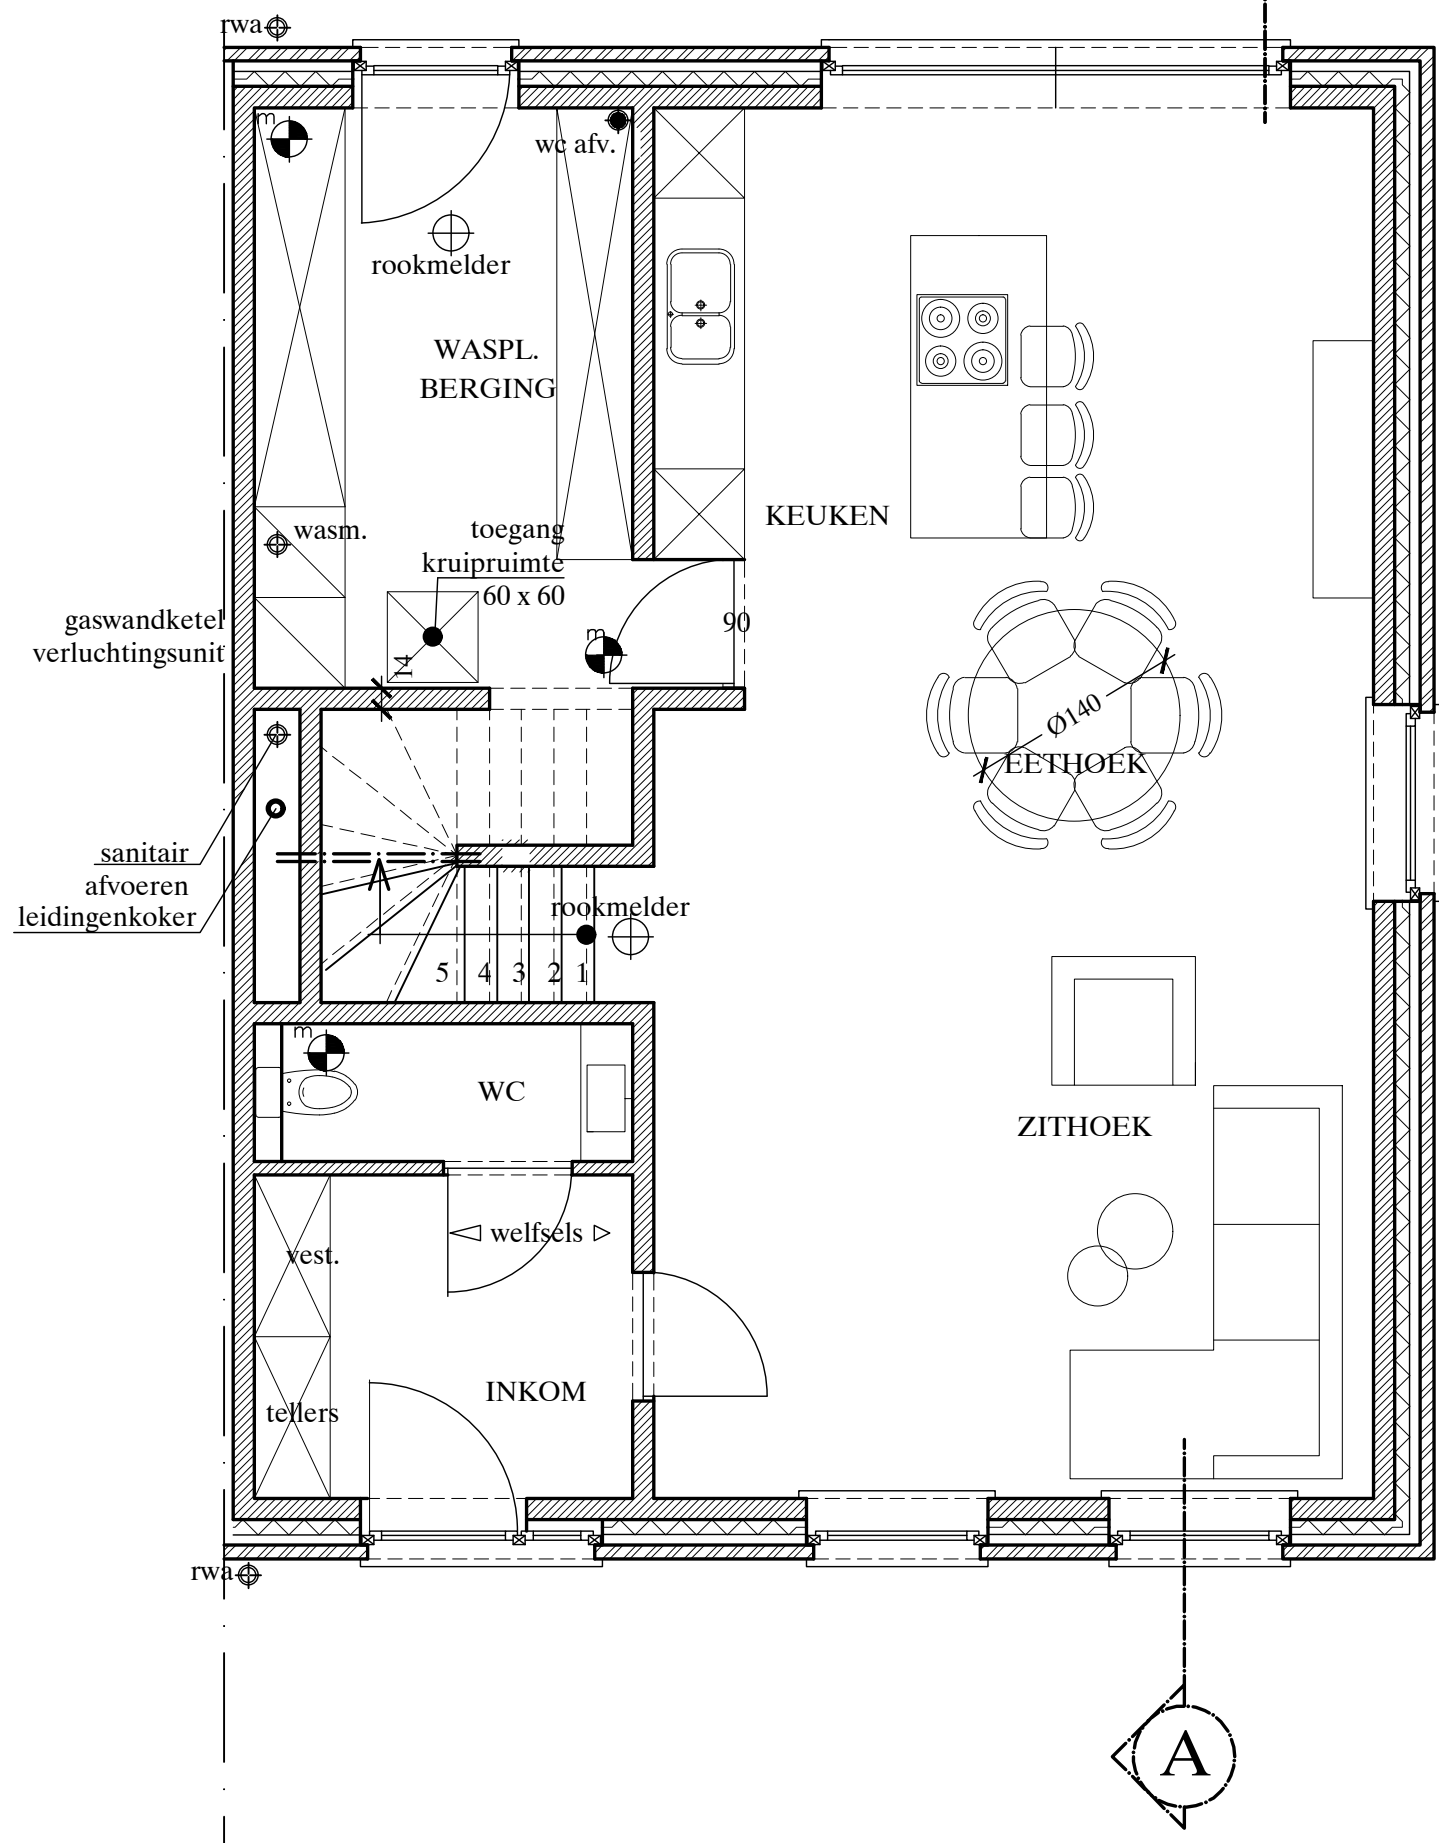 rwa
m
wc afv.
rookmelder
WASPL.
BERGING
wasm.
toegang
kruipruimte
60 x 60
KEUKEN
gaswandketel
verluchtingsunit
14
m
90
Ø140
EETHOEK
sanitair
afvoeren
leidingenkoker
rookmelder
5 4 3 2 1
m
WC
ZITHOEK
welfsels
vest.
INKOM
tellers
rwa
A